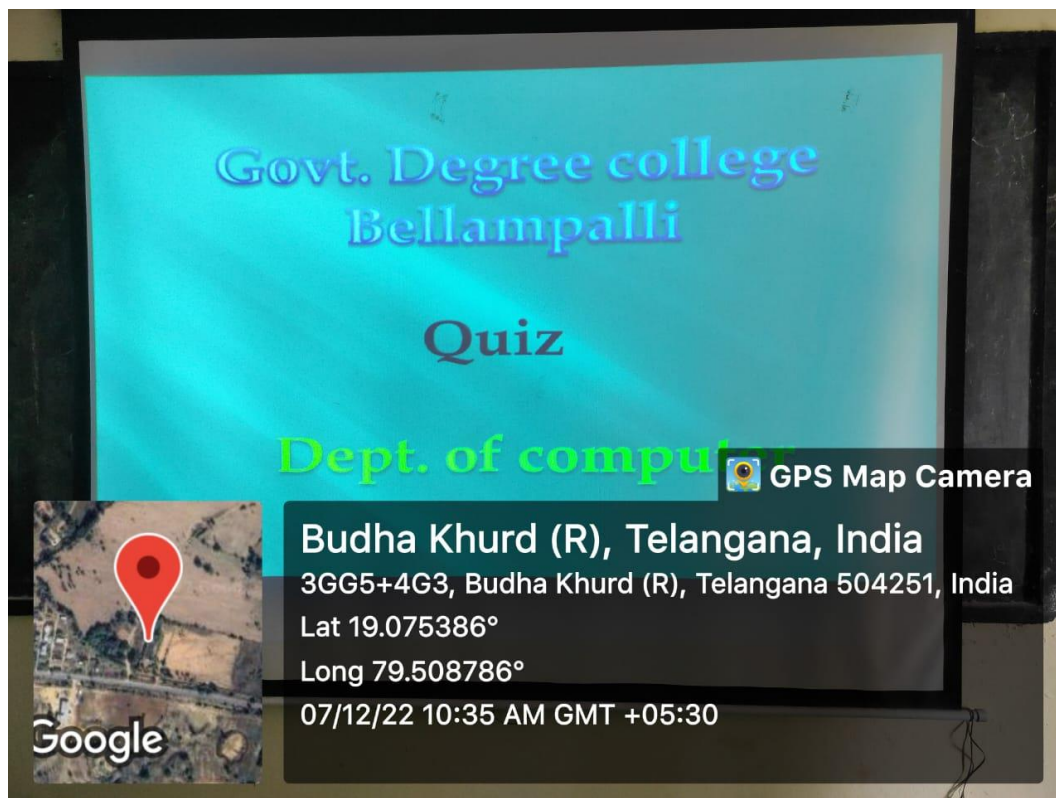 Govt. Degree college
Bellampalli
Quiz
Dept. of computer
GPS Map Camera
Budha Khurd (R), Telangana, India
3GG5+4G3, Budha Khurd (R), Telangana 504251, India
Lat 19.075386°
Long 79.508786°
07/12/22 10:35 AM GMT +05:30
Google